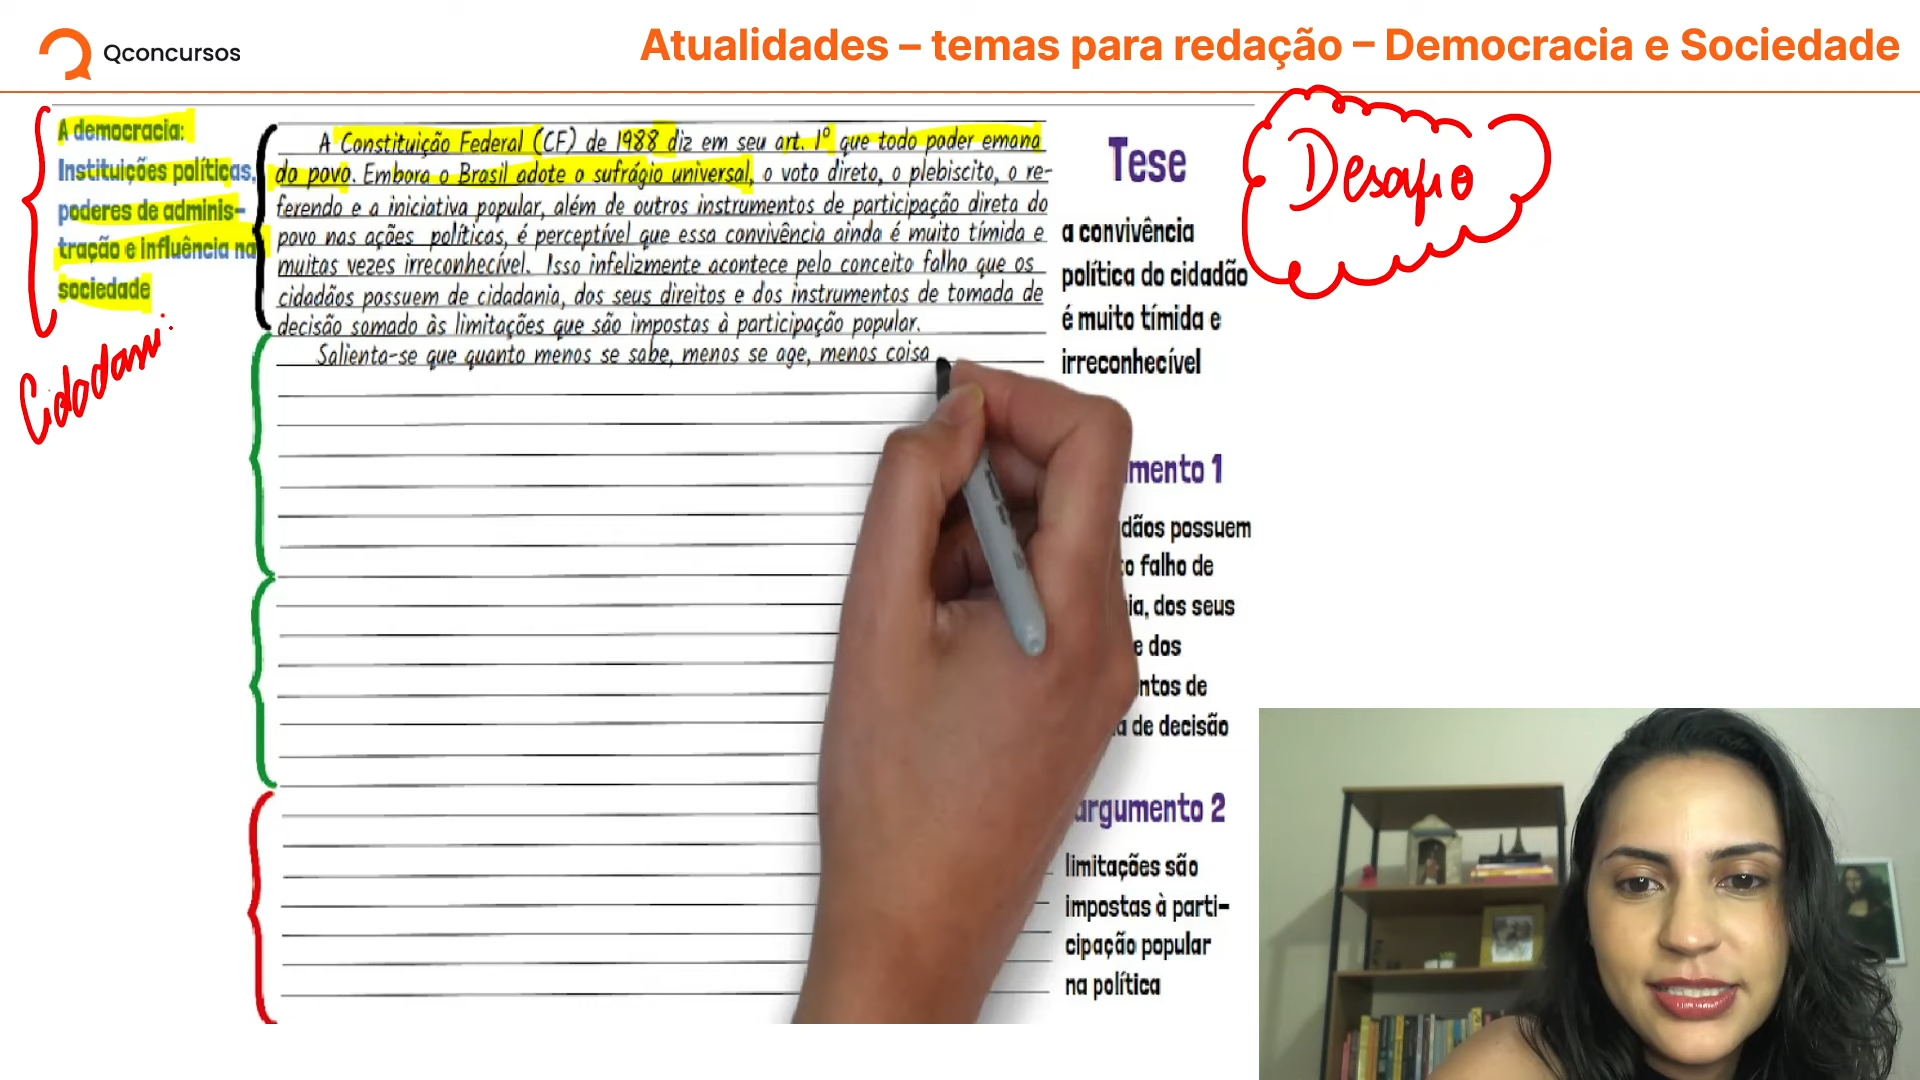 Qconcursos
Atualidades – temas para redação – Democracia e Sociedade
A democracia:
Instituições políticas,
poderes de adminis-
tração e influência na
sociedade
Cidadani
A Constituição Federal (CF) de 1988 diz em seu art. 1º que todo poder emana
do povo. Embora o Brasil adote o sufrágio universal, o voto direto, o plebiscito, o re-
ferendo e a iniciativa popular, além de outros instrumentos de participação direta do
povo nas ações políticas, é perceptível que essa convivência ainda é muito tímida e
muitas vezes irreconhecível. Isso infelizmente acontece pelo conceito falho que os
cidadãos possuem de cidadania, dos seus direitos e dos instrumentos de tomada de
decisão somado às limitações que são impostas à participação popular.
Salienta-se que quanto menos se sabe, menos se age, menos coisa
Tese
a convivência
política do cidadão
é muito tímida e
irreconhecível
Desafio
mento 1
dãos possuem
o falho de
ia, dos seus
e dos
ntos de
a de decisão
argumento 2
limitações são
impostas à parti-
cipação popular
na política